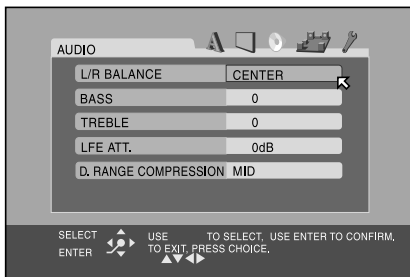 AUDIO
L/R BALANCE CENTER
BASS 0
TREBLE 0
LFE ATT. 0dB
D. RANGE COMPRESSION MID
SELECT
ENTER
USE TO SELECT, USE ENTER TO CONFIRM,
TO EXIT, PRESS CHOICE.